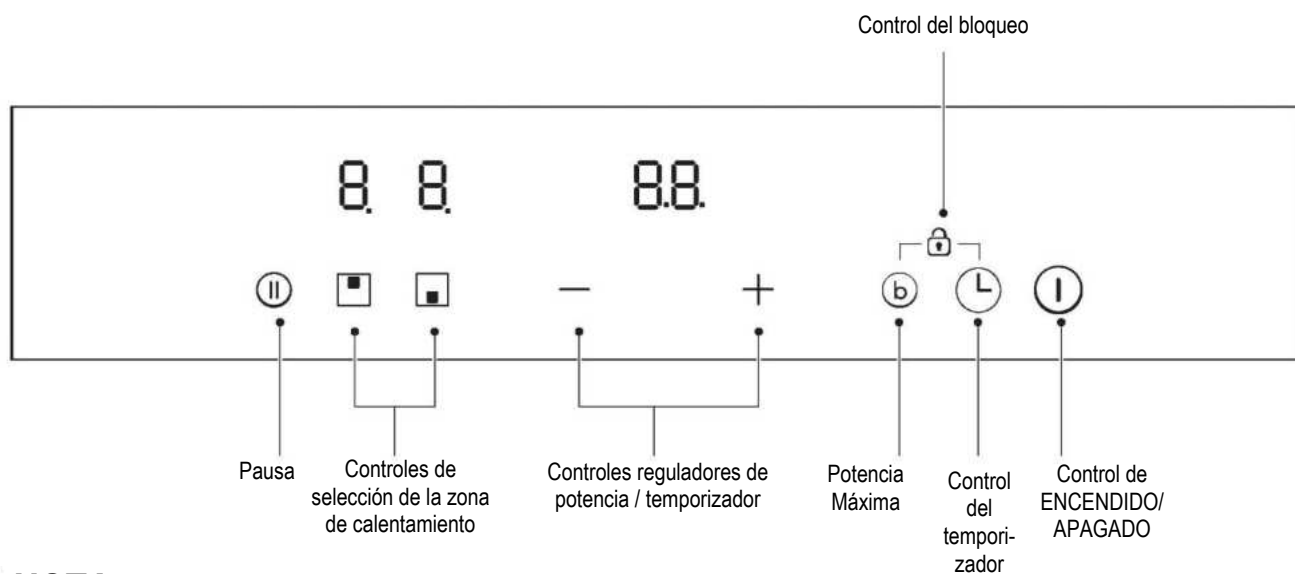 Control del bloqueo
8. 8. 8.8.
b
Pausa
Controles de
selección de la zona
de calentamiento
Controles reguladores de
potencia / temporizador
Potencia
Máxima
Control
del
tempori-
zador
Control de
ENCENDIDO/
APAGADO